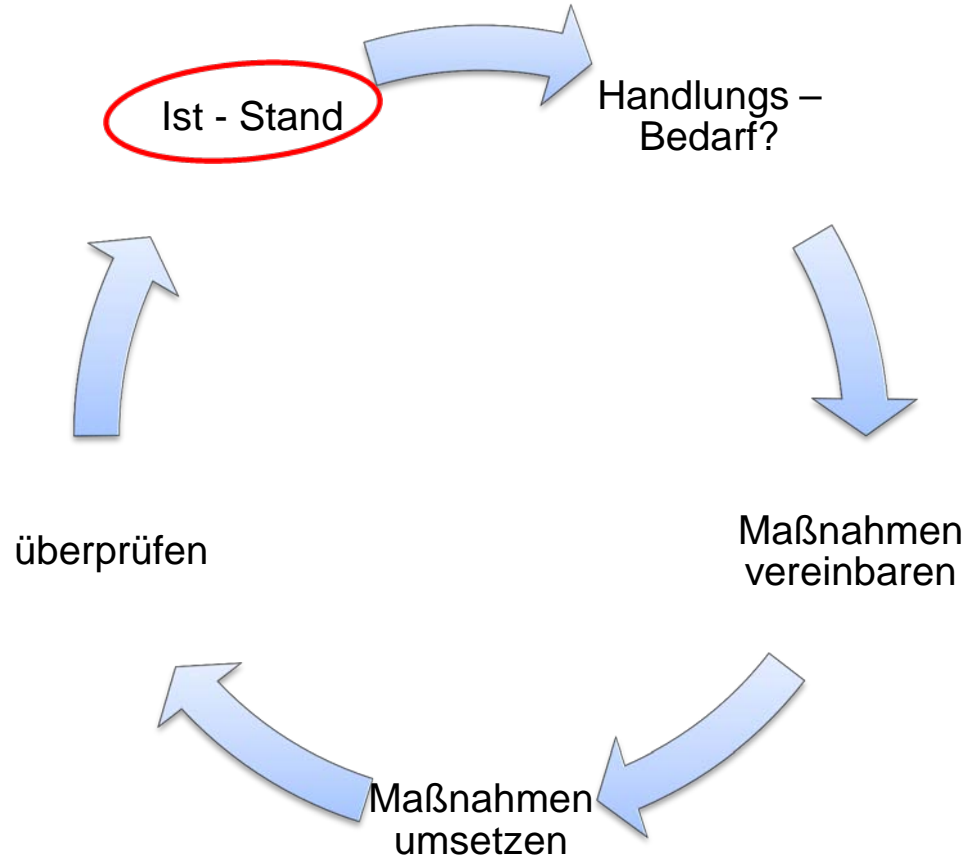 Ist - Stand
Handlungs –
Bedarf?
Maßnahmen
vereinbaren
Maßnahmen
umsetzen
überprüfen